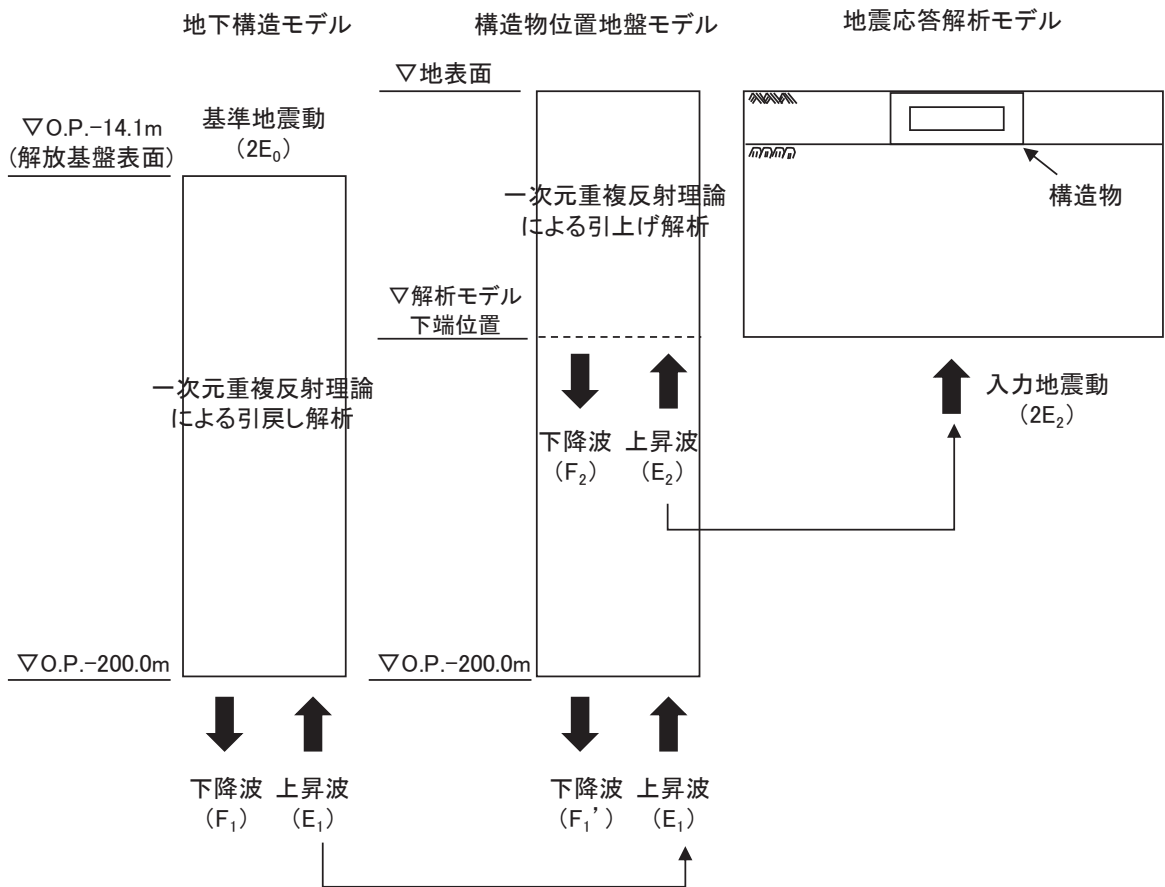 地下構造モデル
構造物位置地盤モデル
地震応答解析モデル
▽O.P.-14.1m
(解放基盤表面)
基準地震動
(2E₀)
一次元重複反射理論
による引戻し解析
▽O.P.-200.0m
下降波
(F₁)
上昇波
(E₁)
▽地表面
一次元重複反射理論
による引上げ解析
▽解析モデル
下端位置
下降波
(F₂)
上昇波
(E₂)
▽O.P.-200.0m
下降波
(F₁’)
上昇波
(E₁)
構造物
入力地震動
(2E₂)